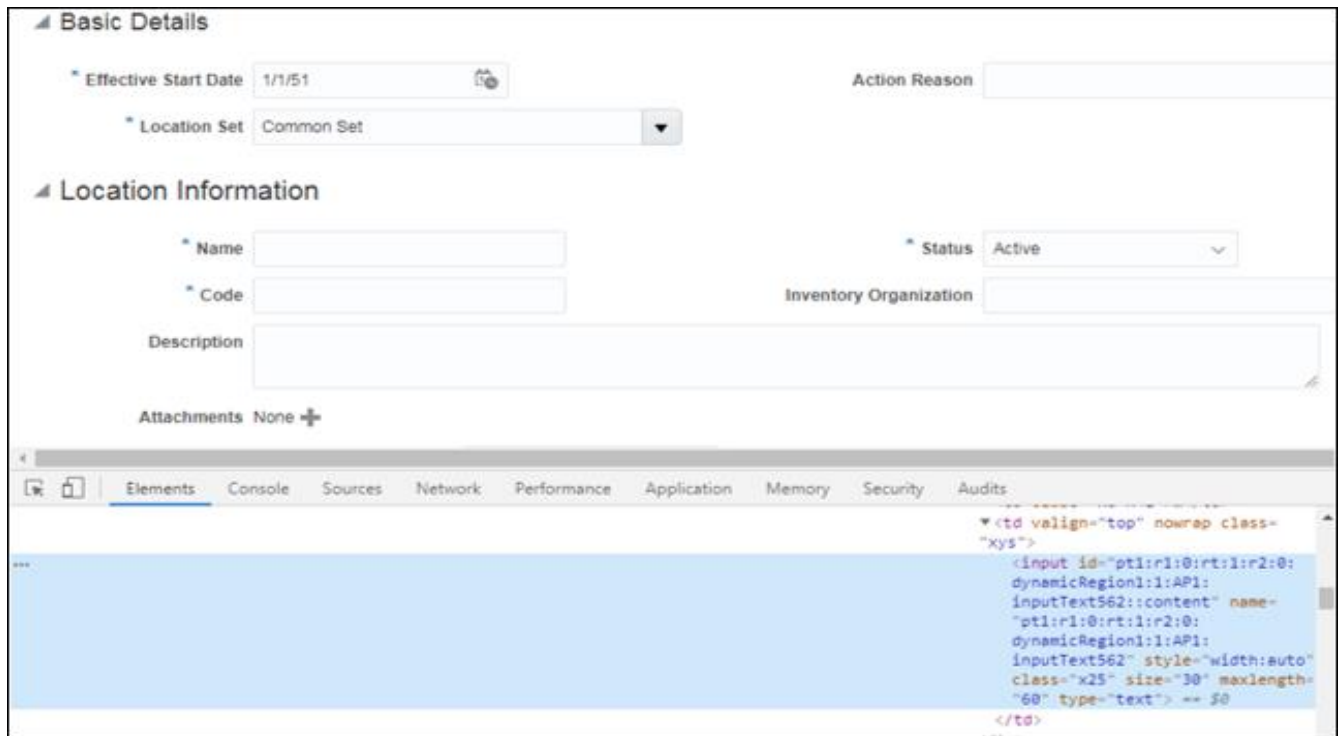 Basic Details
* Effective Start Date 1/1/51 Action Reason
* Location Set Common Set
Location Information
* Name * Status Active
* Code Inventory Organization
Description
Attachments None
Elements Console Sources Network Performance Application Memory Security Audits
▼<td valign="top" nowrap class=
"xys">
...
<input id="pt1:r1:0:rt:1:r2:0:
dynamicRegion1:1:AP1:
inputText562::content" name=
"pt1:r1:0:rt:1:r2:0:
dynamicRegion1:1:AP1:
inputText562" style="width:auto"
class="x25" size="30" maxlength=
"60" type="text"> == $0
</td>